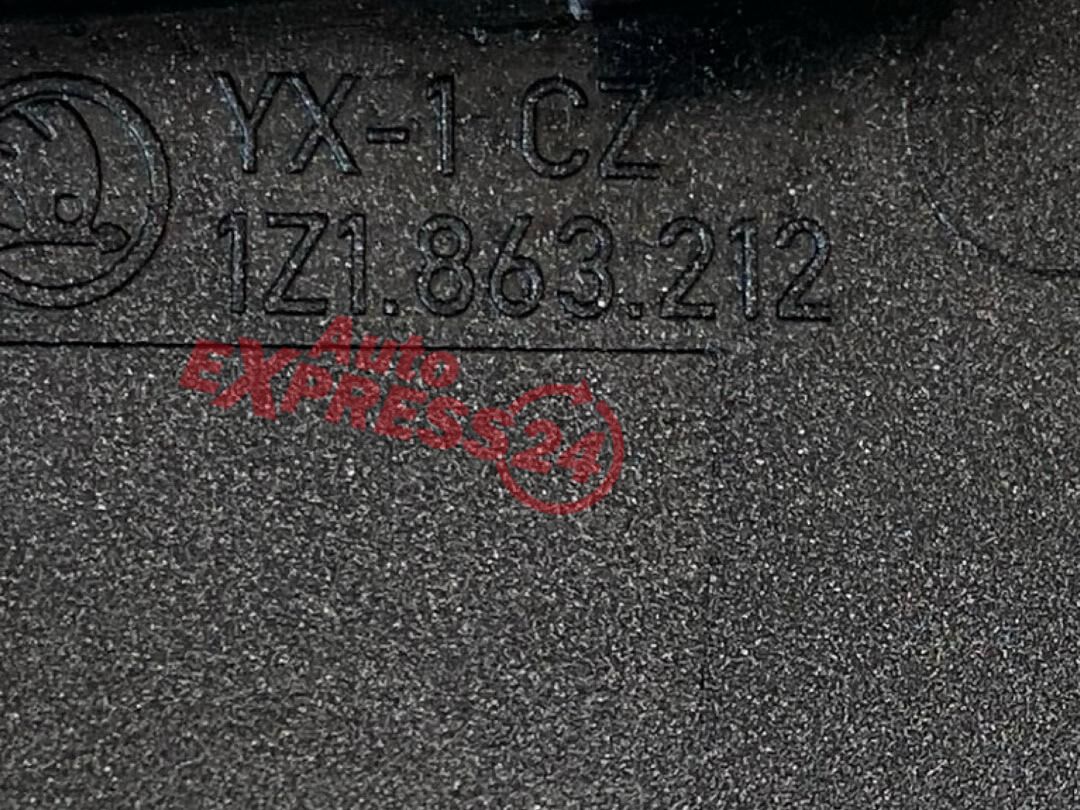 YX-1 CZ
1Z1.863.212
Auto
EXPRESS24